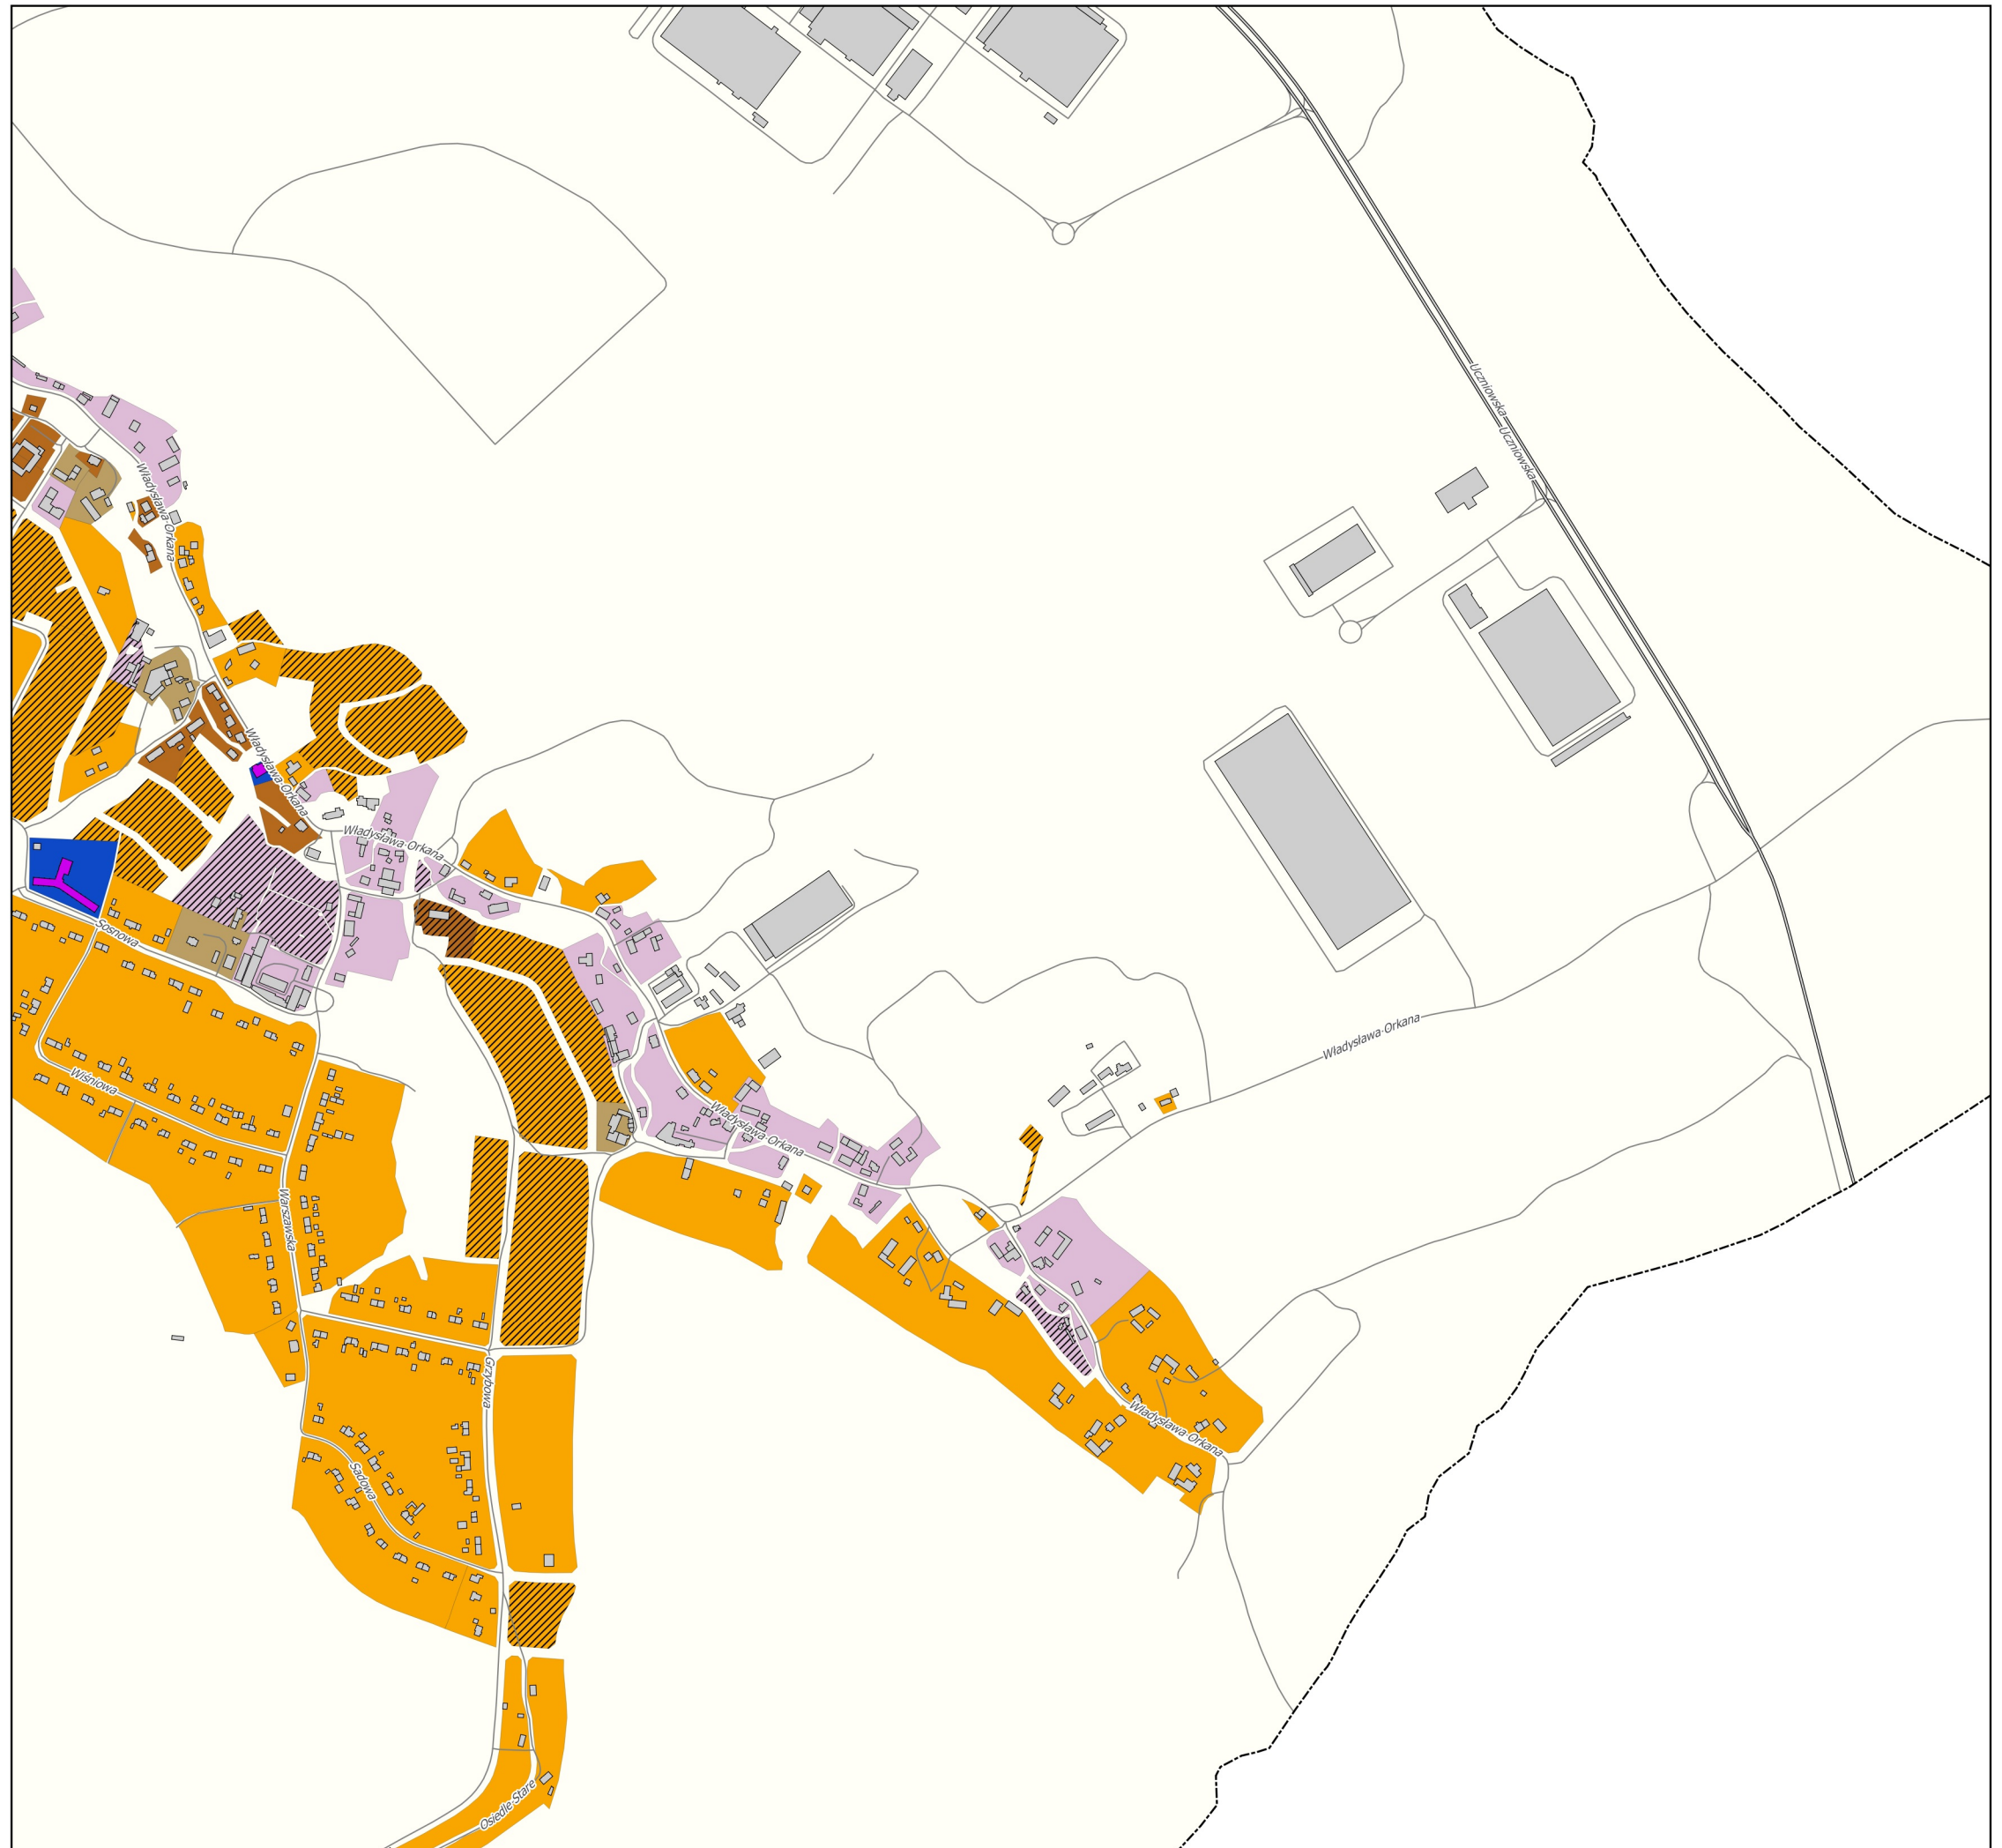 Uczniowska
Uczniowska
Władysława Orkana
Władysława Orkana
Władysława Orkana
Sosnowa
Władysława Orkana
Wiśniowa
Władysława Orkana
Warszawska
Grzybowa
Władysława Orkana
Sadowa
Osiedle Stare